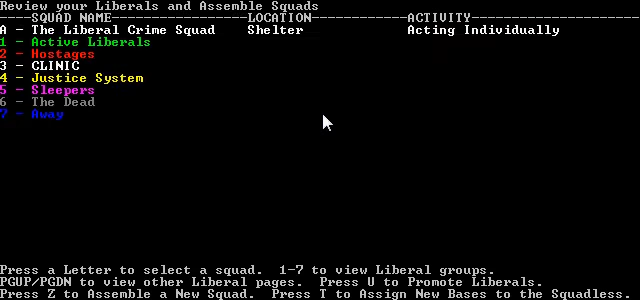 Review your Liberals and Assemble Squads
----SQUAD NAME-----------------LOCATION------------ACTIVITY---------------------
A - The Liberal Crime Squad    Shelter             Acting Individually
1 - Active Liberals
2 - Hostages
3 - CLINIC
4 - Justice System
5 - Sleepers
6 - The Dead
7 - Away
Press a Letter to select a squad.  1-7 to view Liberal groups.
PGUP/PGDN to view other Liberal pages.  Press U to Promote Liberals.
Press Z to Assemble a New Squad.  Press T to Assign New Bases to the Squadless.